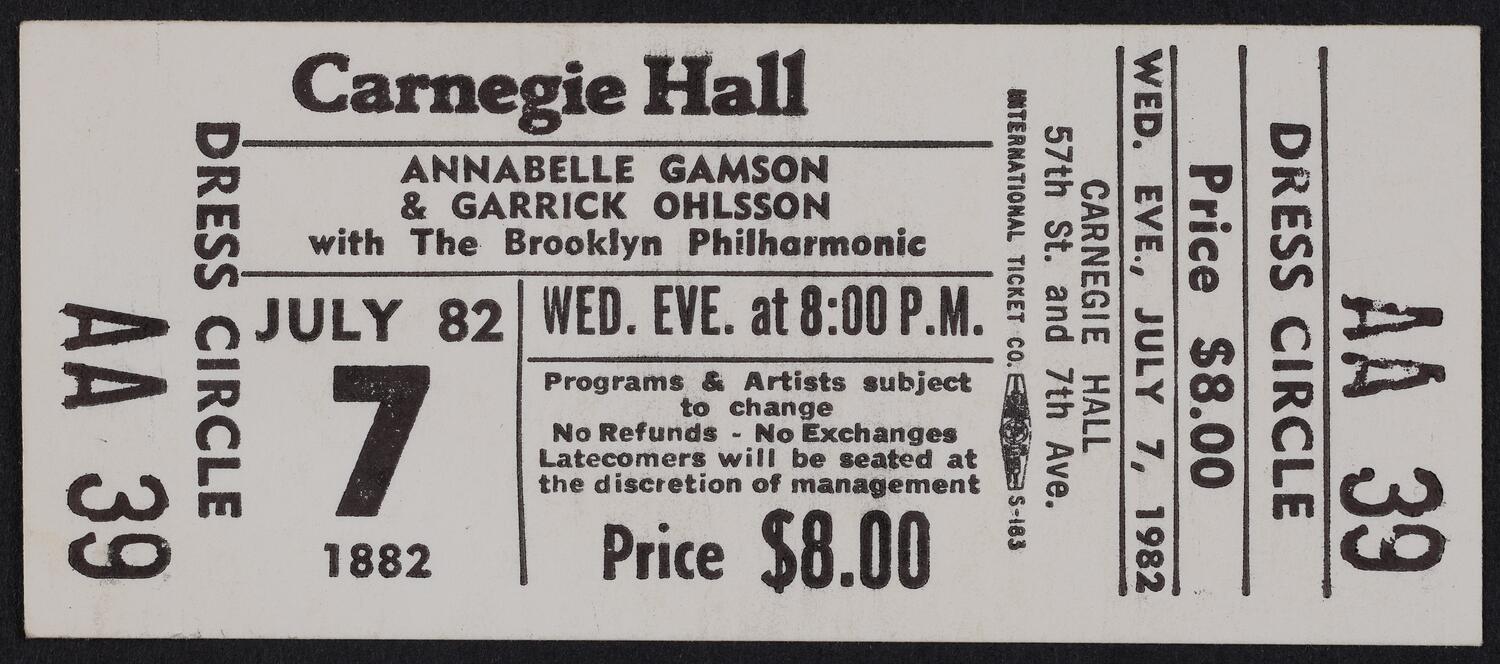 AA 39
DRESS CIRCLE
Carnegie Hall
ANNABELLE GAMSON
& GARRICK OHLSSON
with The Brooklyn Philharmonic
JULY 82
7
1882
WED. EVE. at 8:00 P.M.
Programs & Artists subject
to change
No Refunds - No Exchanges
Latecomers will be seated at
the discretion of management
Price $8.00
INTERNATIONAL TICKET CO. S-183
CARNEGIE HALL
57th St. and 7th Ave.
WED. EVE., JULY 7, 1982
Price $8.00
DRESS CIRCLE
AA 39